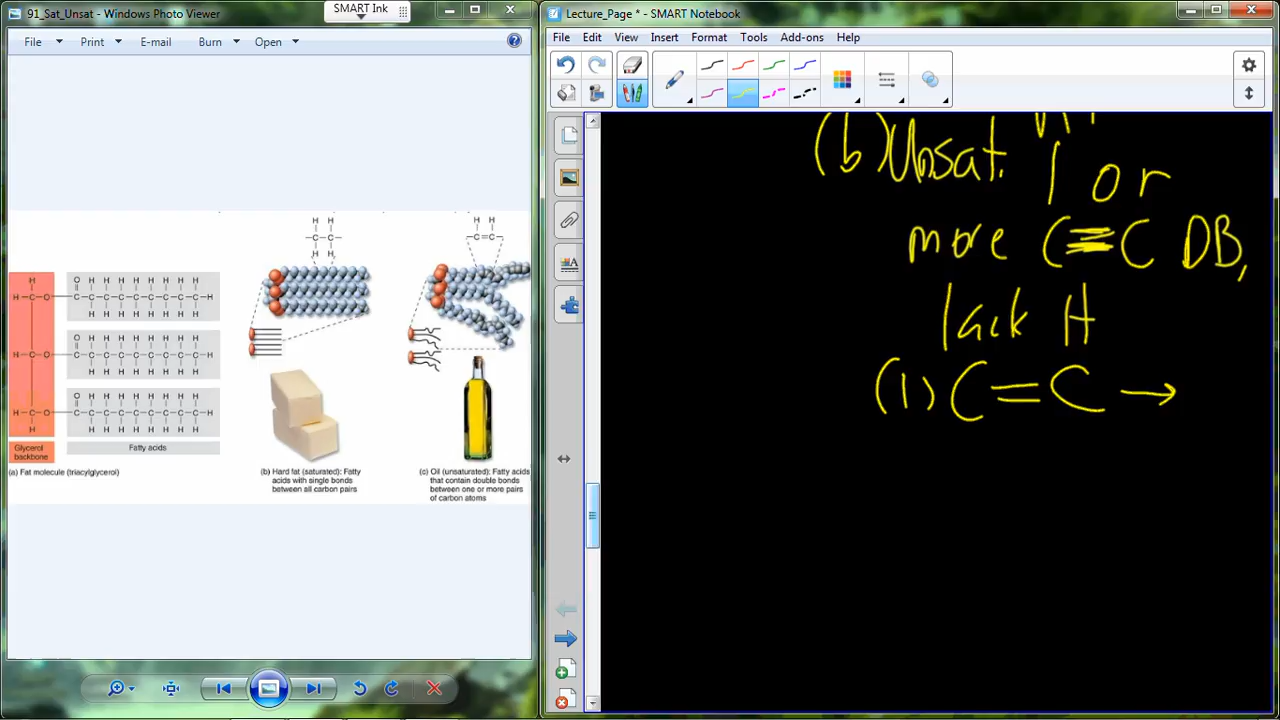 91_Sat_Unsat - Windows Photo Viewer
SMART Ink
File Print E-mail Burn Open
H H
C C
H H
H H
C=C
H
H C O
H C O
H C O
H
O H H H H H H H H
C C C C C C C C C H
H H H H H H H H
O H H H H H H H H
C C C C C C C C C H
H H H H H H H H
O H H H H H H H H
C C C C C C C C C H
H H H H H H H H
Glycerol
backbone
Fatty acids
(a) Fat molecule (triacylglycerol)
(b) Hard fat (saturated): Fatty
acids with single bonds
between all carbon pairs
(c) Oil (unsaturated): Fatty acids
that contain double bonds
between one or more pairs
of carbon atoms
Lecture_Page * - SMART Notebook
File Edit View Insert Format Tools Add-ons Help
(b) Unsat.
1 or
more C=C DB,
lack H
(1) C=C →